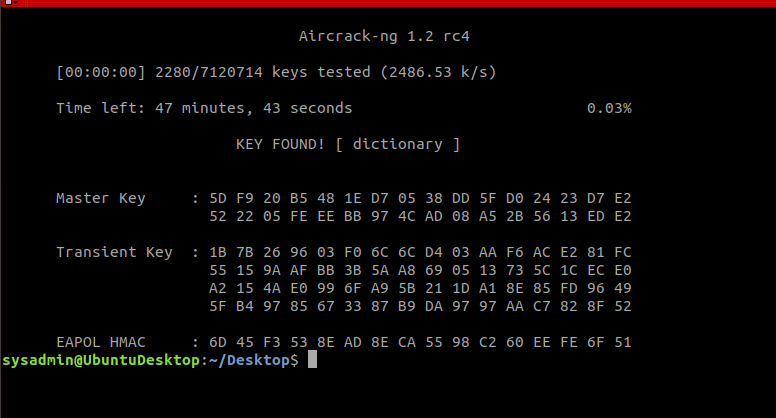 Aircrack-ng 1.2 rc4
[00:00:00] 2280/7120714 keys tested (2486.53 k/s)
Time left: 47 minutes, 43 seconds 0.03%
KEY FOUND! [ dictionary ]
Master Key : 5D F9 20 B5 48 1E D7 05 38 DD 5F D0 24 23 D7 E2
52 22 05 FE EE BB 97 4C AD 08 A5 2B 56 13 ED E2
Transient Key : 1B 7B 26 96 03 F0 6C 6C D4 03 AA F6 AC E2 81 FC
55 15 9A AF BB 3B 5A A8 69 05 13 73 5C 1C EC E0
A2 15 4A E0 99 6F A9 5B 21 1D A1 8E 85 FD 96 49
5F B4 97 85 67 33 87 B9 DA 97 97 AA C7 82 8F 52
EAPOL HMAC : 6D 45 F3 53 8E AD 8E CA 55 98 C2 60 EE FE 6F 51
sysadmin@UbuntuDesktop:~/Desktop$